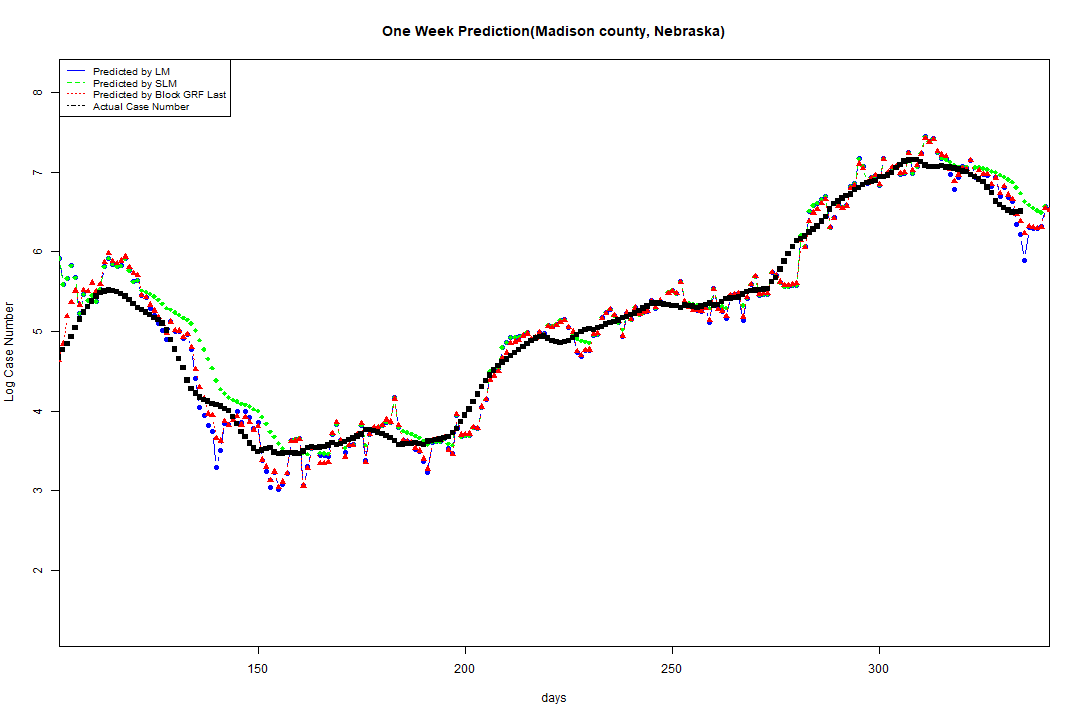 One Week Prediction(Madison county, Nebraska)
Predicted by LM
Predicted by SLM
Predicted by Block GRF Last
Actual Case Number
8
7
6
5
4
3
2
Log Case Number
150 200 250 300
days